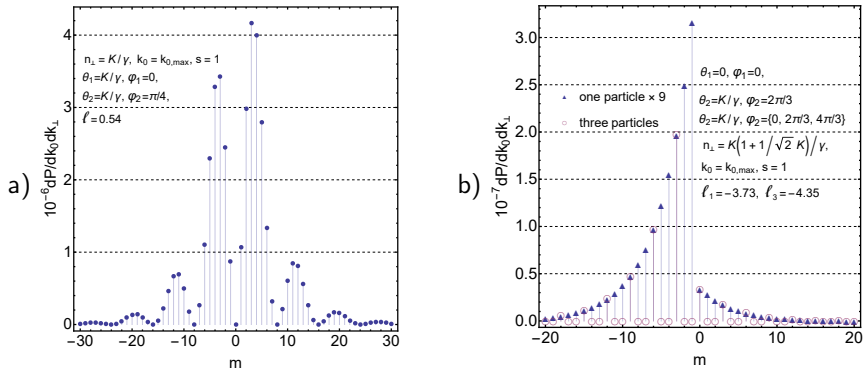 a)
10⁻⁶dP/dk₀dk⊥
n⊥ = K/γ, k₀ = k₀,max, s = 1
θ₁=K/γ, φ₁=0,
θ₂=K/γ, φ₂=π/4,
ℓ=0.54
4
3
2
1
0
−30 −20 −10 0 10 20 30
m
b)
10⁻⁷dP/dk₀dk⊥
3.0
2.5
2.0
1.5
1.0
0.5
0.0
one particle × 9
three particles
θ₁=0, φ₁=0,
θ₂=K/γ, φ₂=2π/3
θ₂=K/γ, φ₂={0, 2π/3, 4π/3}
n⊥ = K(1+1/√2 K)/γ,
k₀ = k₀,max, s = 1
ℓ₁=−3.73, ℓ₃=−4.35
−20 −10 0 10 20
m